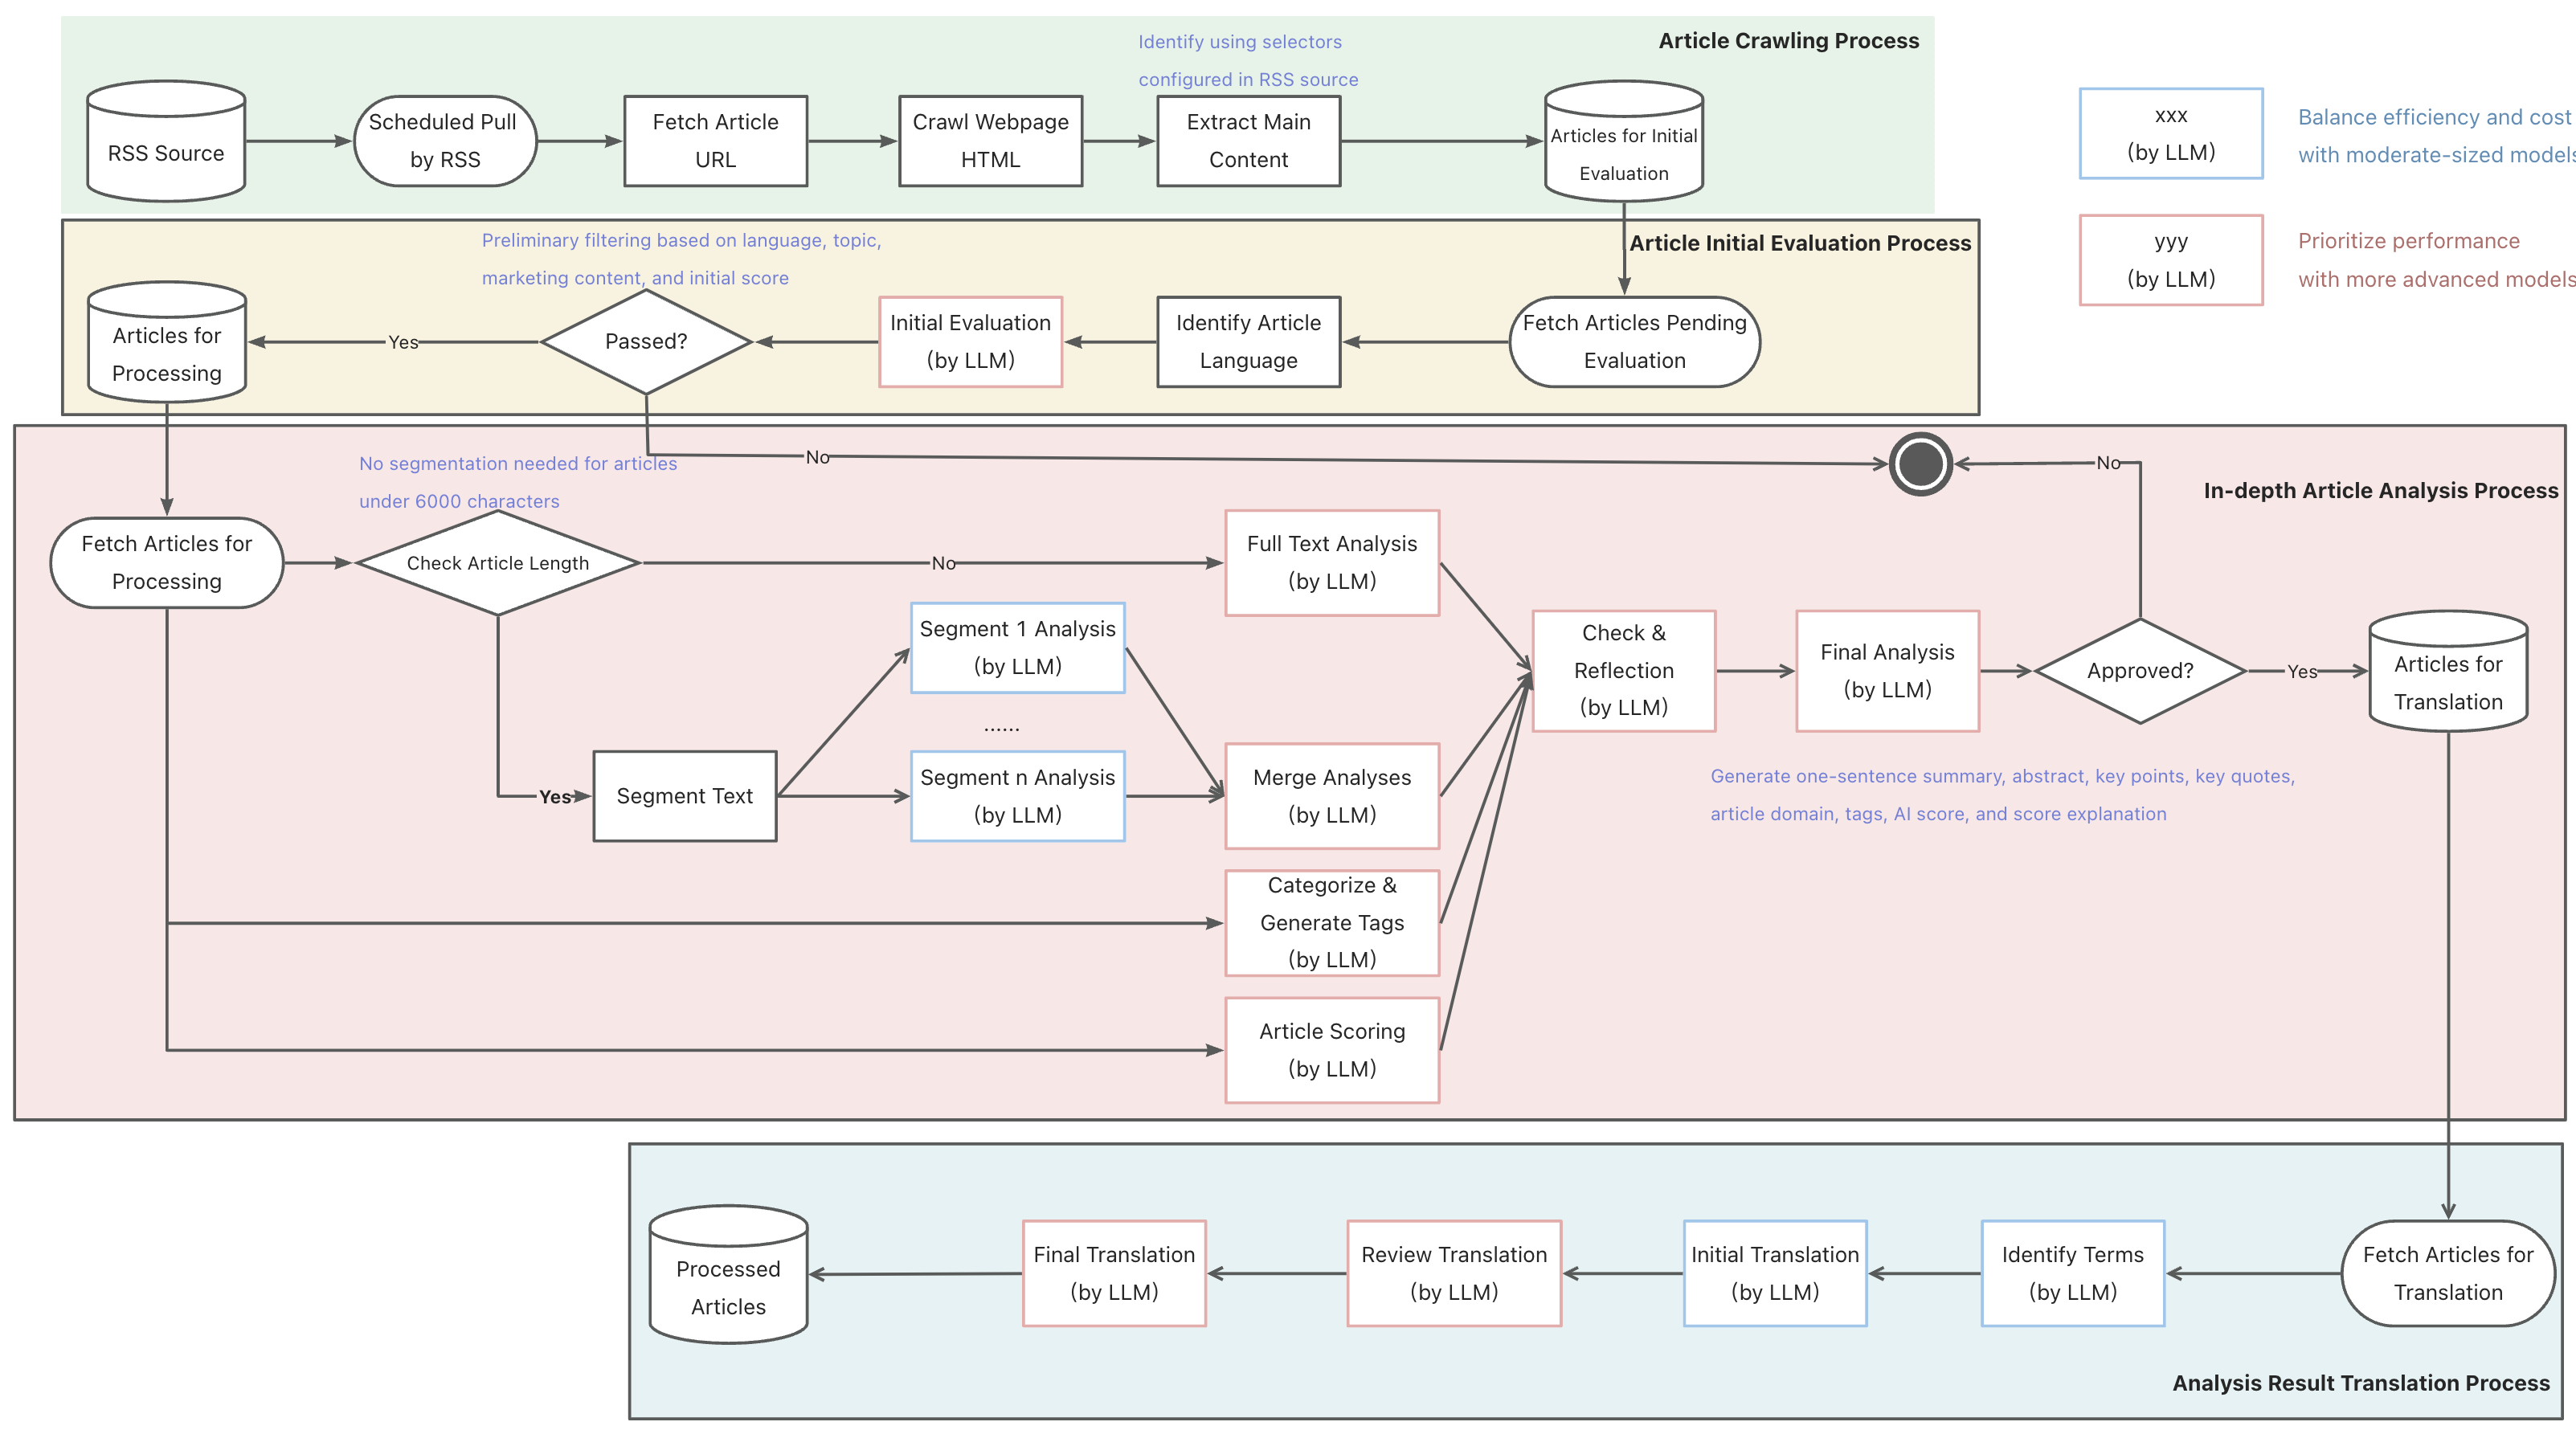 Identify using selectors
configured in RSS source
Article Crawling Process
RSS Source
Scheduled Pull
by RSS
Fetch Article
URL
Crawl Webpage
HTML
Extract Main
Content
Articles for Initial
Evaluation
xxx
(by LLM)
Balance efficiency and cost
with moderate-sized models
yyy
(by LLM)
Prioritize performance
with more advanced models
Article Initial Evaluation Process
Preliminary filtering based on language, topic,
marketing content, and initial score
Fetch Articles Pending
Evaluation
Identify Article
Language
Initial Evaluation
(by LLM)
Passed?
Yes
Articles for
Processing
No
No
In-depth Article Analysis Process
No segmentation needed for articles
under 6000 characters
Fetch Articles for
Processing
Check Article Length
No
Full Text Analysis
(by LLM)
Segment 1 Analysis
(by LLM)
......
Yes
Segment Text
Segment n Analysis
(by LLM)
Merge Analyses
(by LLM)
Categorize &
Generate Tags
(by LLM)
Article Scoring
(by LLM)
Check &
Reflection
(by LLM)
Final Analysis
(by LLM)
Approved?
Yes
Articles for
Translation
Generate one-sentence summary, abstract, key points, key quotes,
article domain, tags, AI score, and score explanation
Fetch Articles for
Translation
Identify Terms
(by LLM)
Initial Translation
(by LLM)
Review Translation
(by LLM)
Final Translation
(by LLM)
Processed
Articles
Analysis Result Translation Process